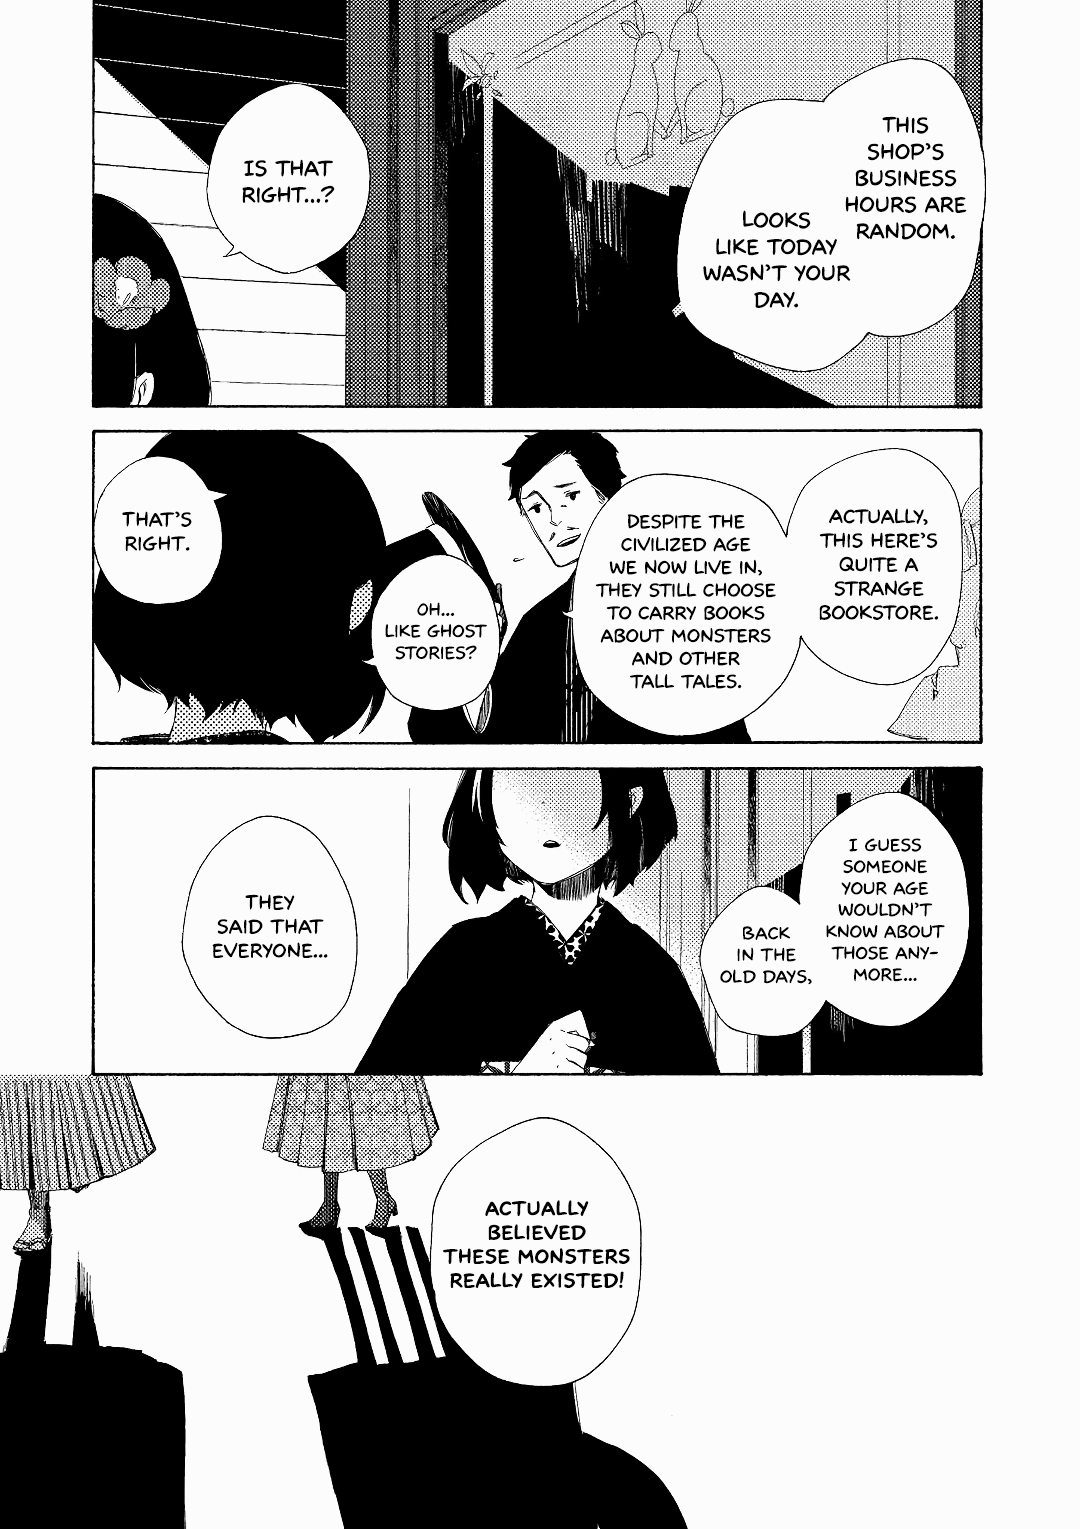 THIS
SHOP'S
BUSINESS
HOURS ARE
RANDOM.
LOOKS
LIKE TODAY
WASN'T YOUR
DAY.
IS THAT
RIGHT...?
ACTUALLY,
THIS HERE'S
QUITE A
STRANGE
BOOKSTORE.
DESPITE THE
CIVILIZED AGE
WE NOW LIVE IN,
THEY STILL CHOOSE
TO CARRY BOOKS
ABOUT MONSTERS
AND OTHER
TALL TALES.
OH...
LIKE GHOST
STORIES?
THAT'S
RIGHT.
I GUESS
SOMEONE
YOUR AGE
WOULDN'T
KNOW ABOUT
THOSE ANY-
MORE...
BACK
IN THE
OLD DAYS,
THEY
SAID THAT
EVERYONE...
ACTUALLY
BELIEVED
THESE MONSTERS
REALLY EXISTED!